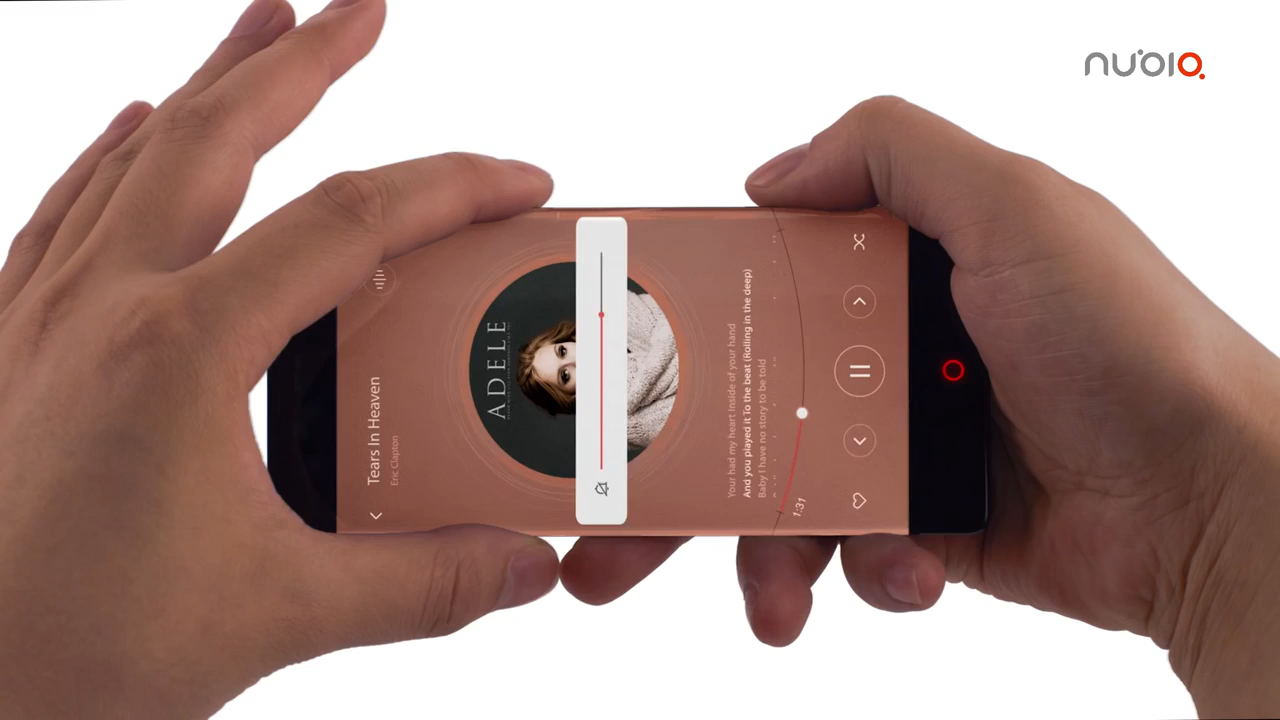 nubia
Tears In Heaven
Eric Clapton
ADELE
Your had my heart Inside of your hand
And you played it To the beat (Rolling in the deep)
Baby I have no story to be told
1:31